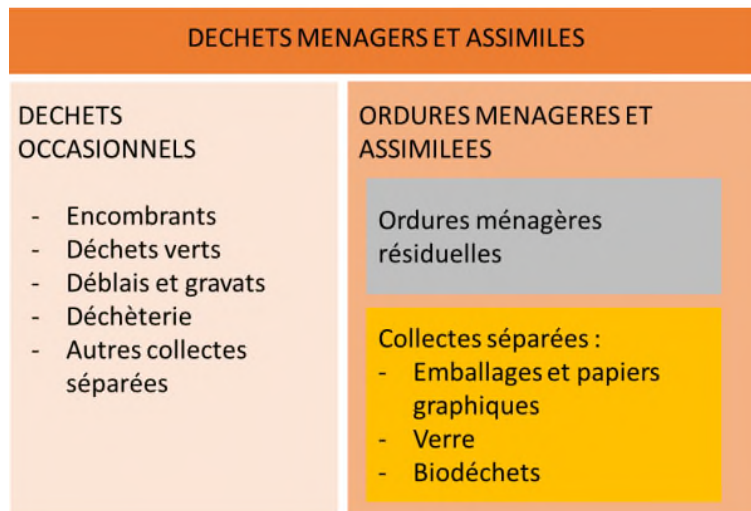 DECHETS MENAGERS ET ASSIMILES
DECHETS
OCCASIONNELS
- Encombrants
- Déchets verts
- Déblais et gravats
- Déchèterie
- Autres collectes
séparées
ORDURES MENAGERES ET
ASSIMILEES
Ordures ménagères
résiduelles
Collectes séparées :
- Emballages et papiers
graphiques
- Verre
- Biodéchets